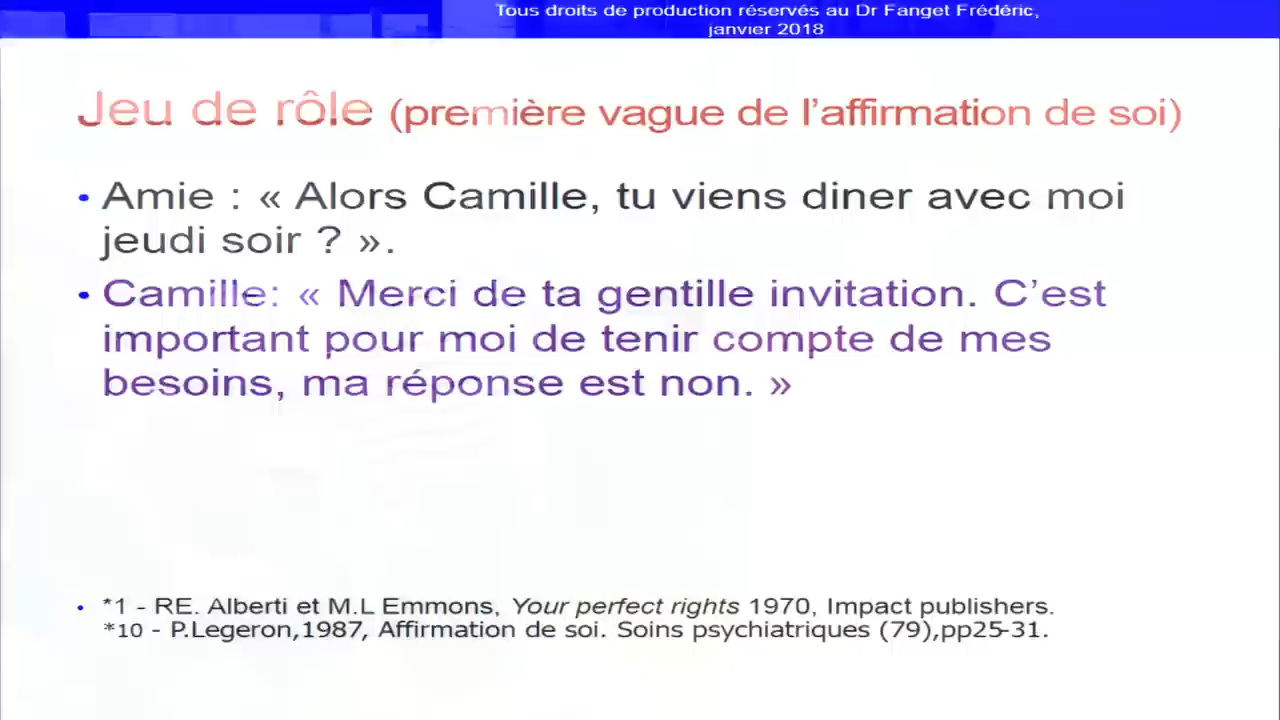 Tous droits de production réservés au Dr Fanget Frédéric,
janvier 2018
Jeu de rôle (première vague de l'affirmation de soi)
• Amie : « Alors Camille, tu viens diner avec moi
jeudi soir ? ».
• Camille: « Merci de ta gentille invitation. C'est
important pour moi de tenir compte de mes
besoins, ma réponse est non. »
• *1 - RE. Alberti et M.L Emmons, Your perfect rights 1970, Impact publishers.
*10 - P.Legeron,1987, Affirmation de soi. Soins psychiatriques (79),pp25-31.